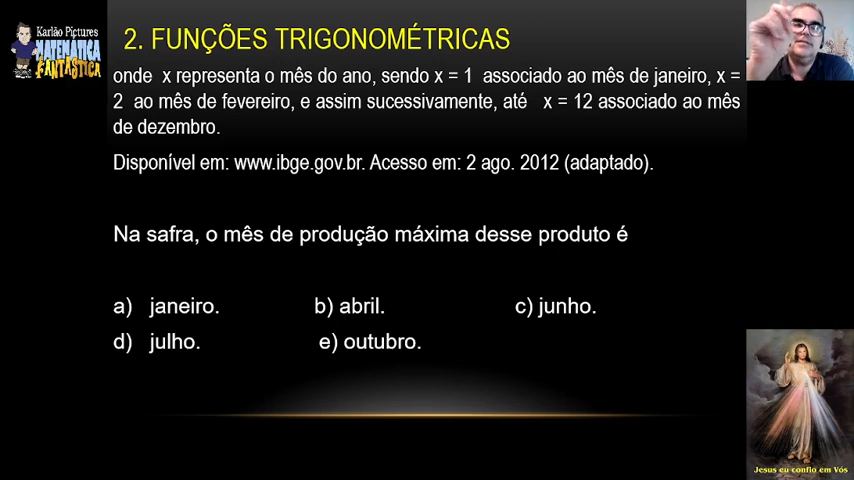 Karlão Pictures
MATEMÁTICA
FANTÁSTICA
2. FUNÇÕES TRIGONOMÉTRICAS
onde x representa o mês do ano, sendo x = 1 associado ao mês de janeiro, x =
2 ao mês de fevereiro, e assim sucessivamente, até x = 12 associado ao mês
de dezembro.
Disponível em: www.ibge.gov.br. Acesso em: 2 ago. 2012 (adaptado).
Na safra, o mês de produção máxima desse produto é
a) janeiro. b) abril. c) junho.
d) julho. e) outubro.
Jesus eu confio em Vós